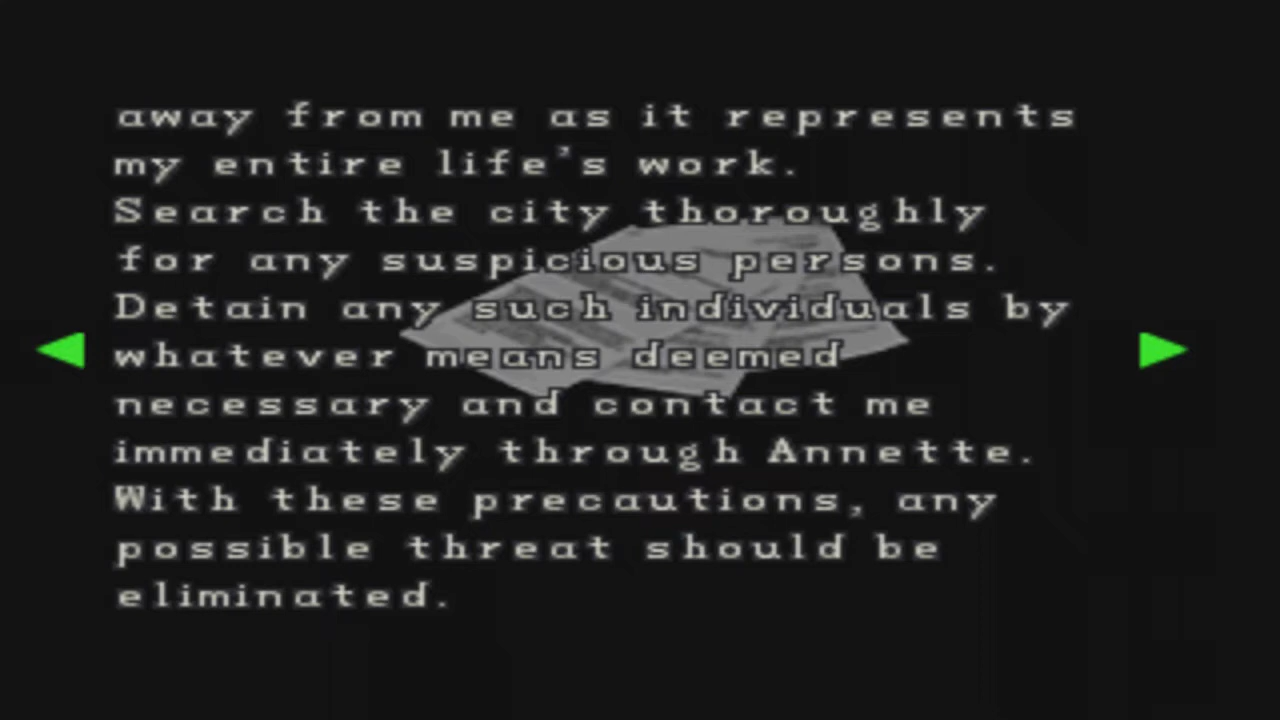 away from me as it represents
my entire life's work.
Search the city thoroughly
for any suspicious persons.
Detain any such individuals by
whatever means deemed
necessary and contact me
immediately through Annette.
With these precautions, any
possible threat should be
eliminated.